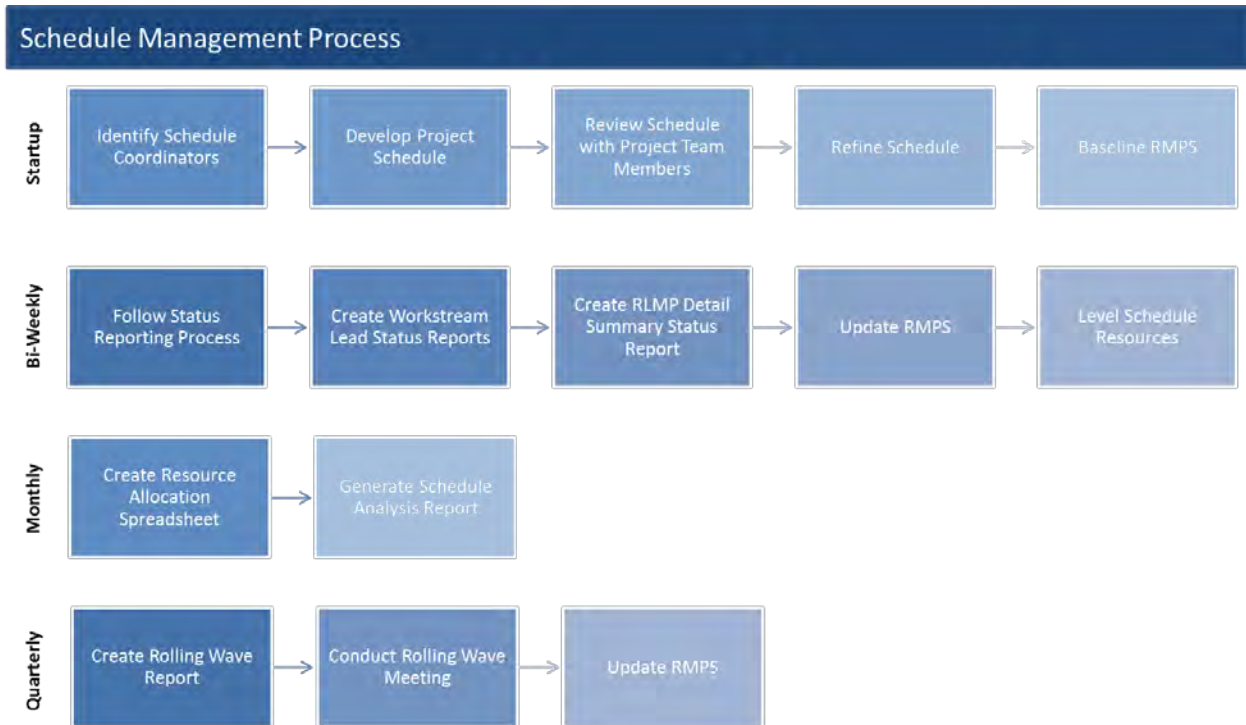 Schedule Management Process
Startup
Identify Schedule
Coordinators
Develop Project
Schedule
Review Schedule
with Project Team
Members
Refine Schedule
Baseline RMPS
Bi-Weekly
Follow Status
Reporting Process
Create Workstream
Lead Status Reports
Create RLMP Detail
Summary Status
Report
Update RMPS
Level Schedule
Resources
Monthly
Create Resource
Allocation
Spreadsheet
Generate Schedule
Analysis Report
Quarterly
Create Rolling Wave
Report
Conduct Rolling Wave
Meeting
Update RMPS